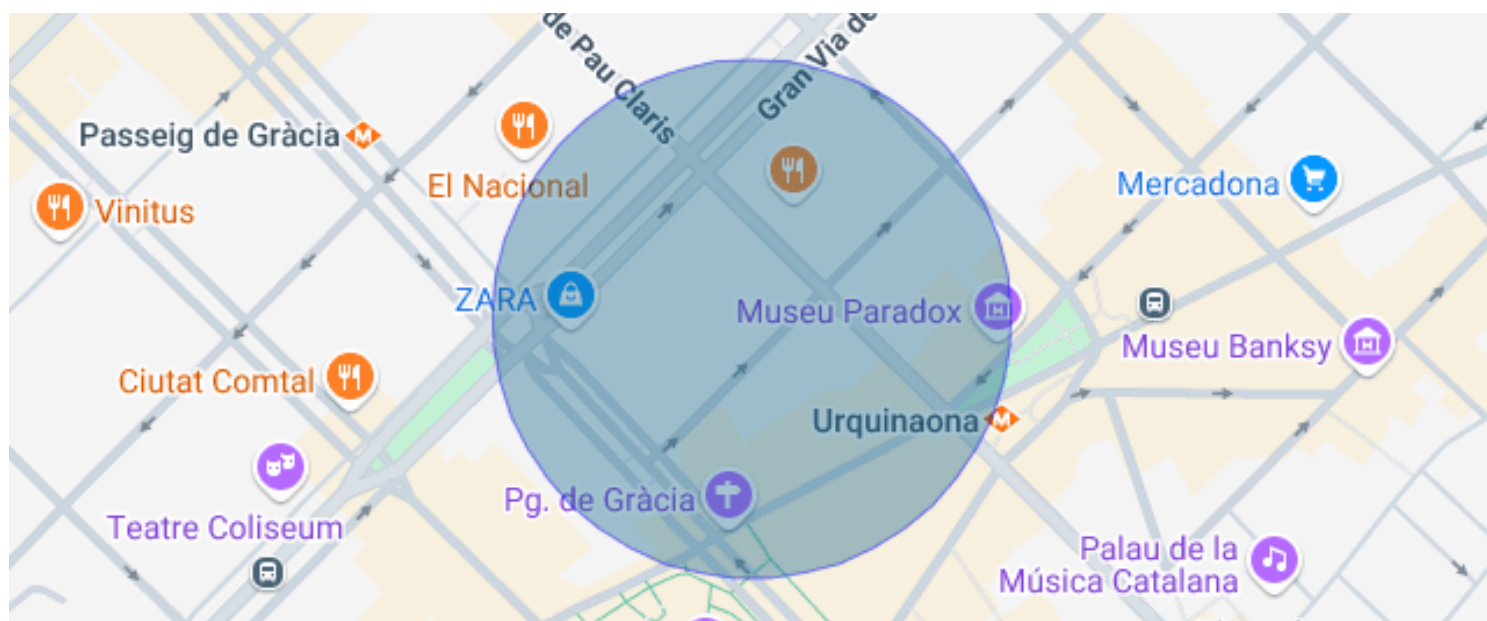 de Pau Claris
Gran Via de
Passeig de Gràcia
El Nacional
Vinitus
Mercadona
ZARA
Museu Paradox
Museu Banksy
Ciutat Comtal
Urquinaona
Pg. de Gràcia
Teatre Coliseum
Palau de la
Música Catalana